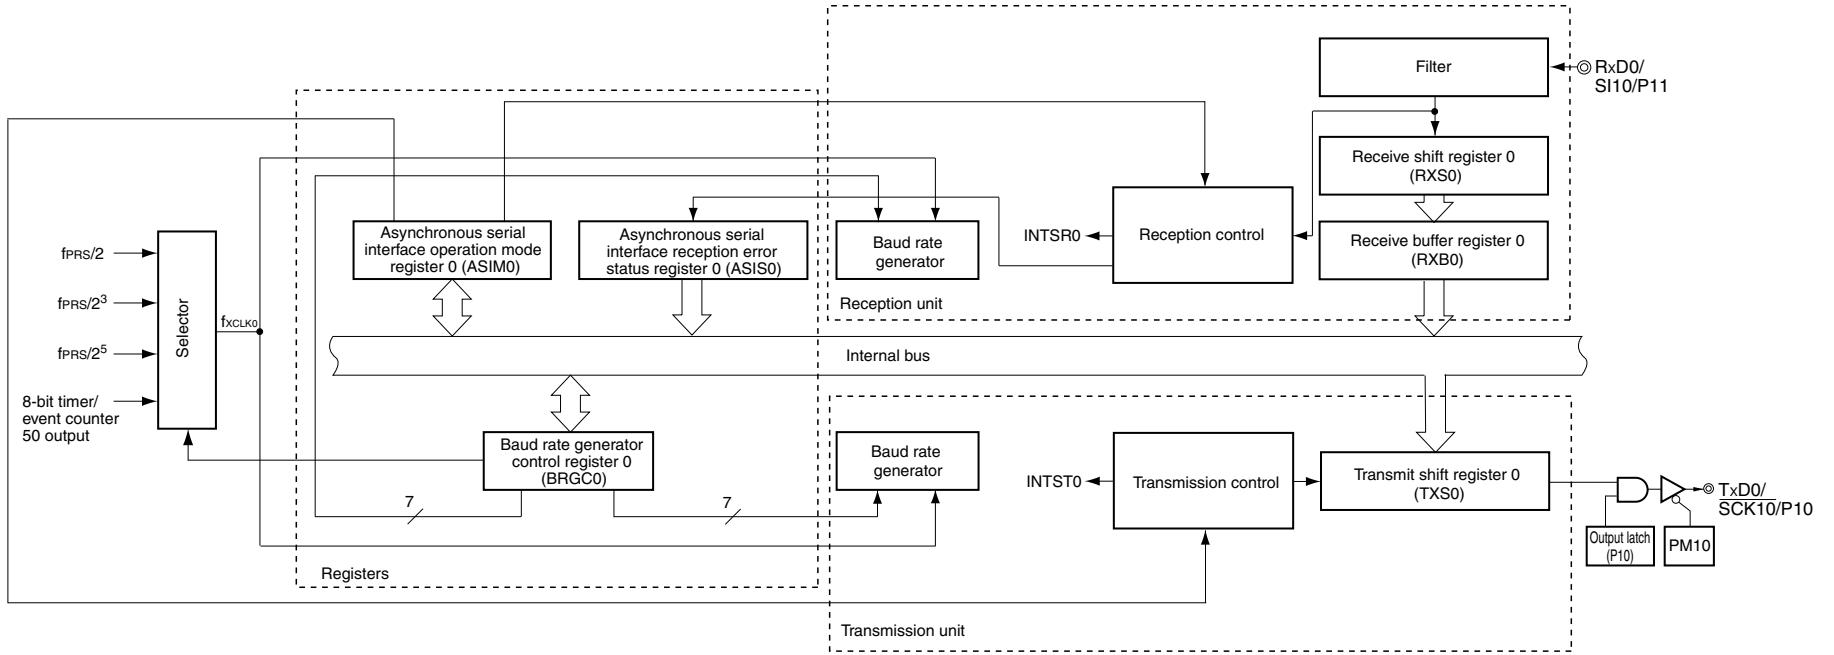 Filter
RxD0/
SI10/P11
Receive shift register 0
(RXS0)
Asynchronous serial
interface operation mode
register 0 (ASIM0)
Asynchronous serial
interface reception error
status register 0 (ASIS0)
Baud rate
generator
INTSR0
Reception control
Receive buffer register 0
(RXB0)
Reception unit
fPRS/2
fPRS/2³
fPRS/2⁵
8-bit timer/
event counter
50 output
Selector
fXCLK0
Internal bus
Baud rate generator
control register 0
(BRGC0)
7
7
Baud rate
generator
INTST0
Transmission control
Transmit shift register 0
(TXS0)
TxD0/
SCK10/P10
Output latch
(P10)
PM10
Registers
Transmission unit